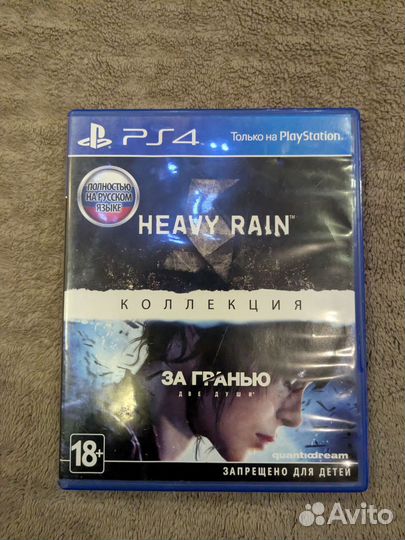 PS4
Только на PlayStation
ПОЛНОСТЬЮ
НА РУССКОМ
ЯЗЫКЕ
HEAVY RAIN™
КОЛЛЕКЦИЯ
ЗА ГРАНЬЮ
ДВЕ ДУШИ
18+
quanticdream
ЗАПРЕЩЕНО ДЛЯ ДЕТЕЙ
Avito